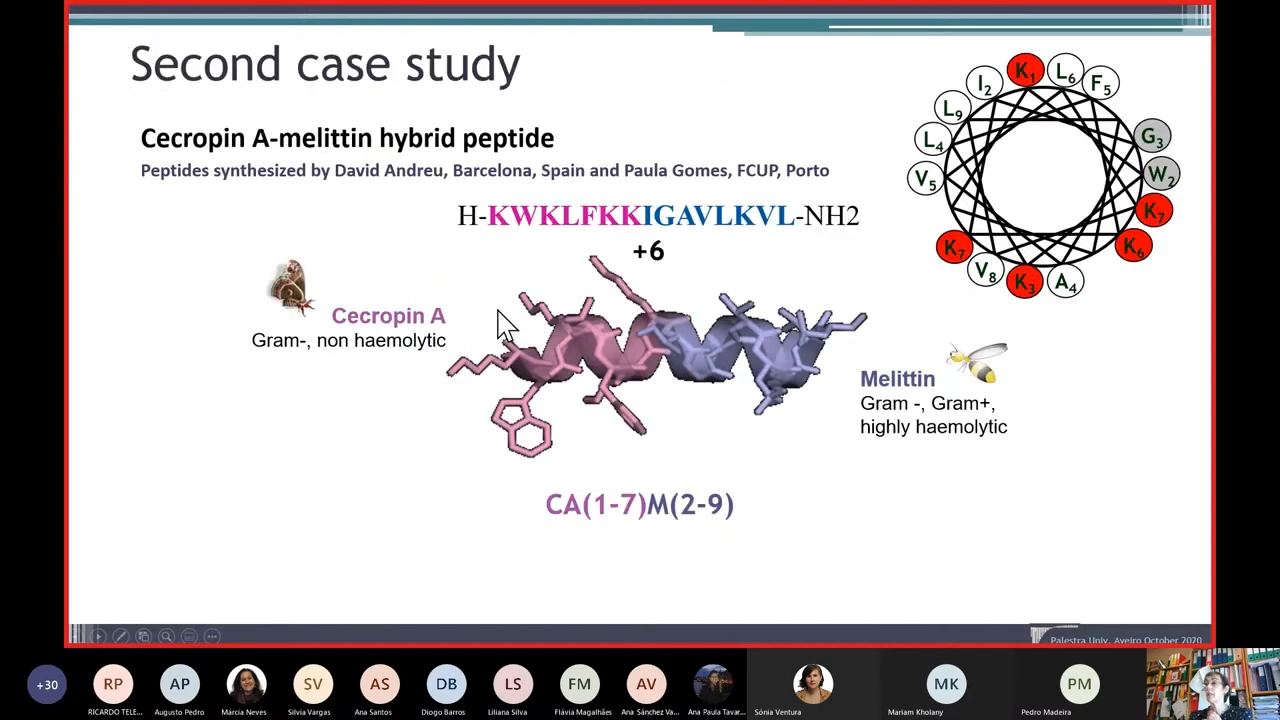 Second case study
Cecropin A-melittin hybrid peptide
Peptides synthesized by David Andreu, Barcelona, Spain and Paula Gomes, FCUP, Porto
H-KWKLFKKIGAVLKVL-NH2
+6
Cecropin A
Gram-, non haemolytic
Melittin
Gram -, Gram+,
highly haemolytic
CA(1-7)M(2-9)
K1
L6
F5
I2
L9
L4
V5
G3
W2
K7
K6
K7
V8
K3
A4
Palestra Univ. Aveiro October 2020
+30
RP
AP
SV
AS
DB
LS
FM
AV
MK
PM
RICARDO TELE...
Augusto Pedro
Márcia Neves
Silvia Vargas
Ana Santos
Diogo Barros
Liliana Silva
Flávia Magalhães
Ana Sánchez Va...
Ana Paula Tavar...
Sónia Ventura
Mariam Kholany
Pedro Madeira